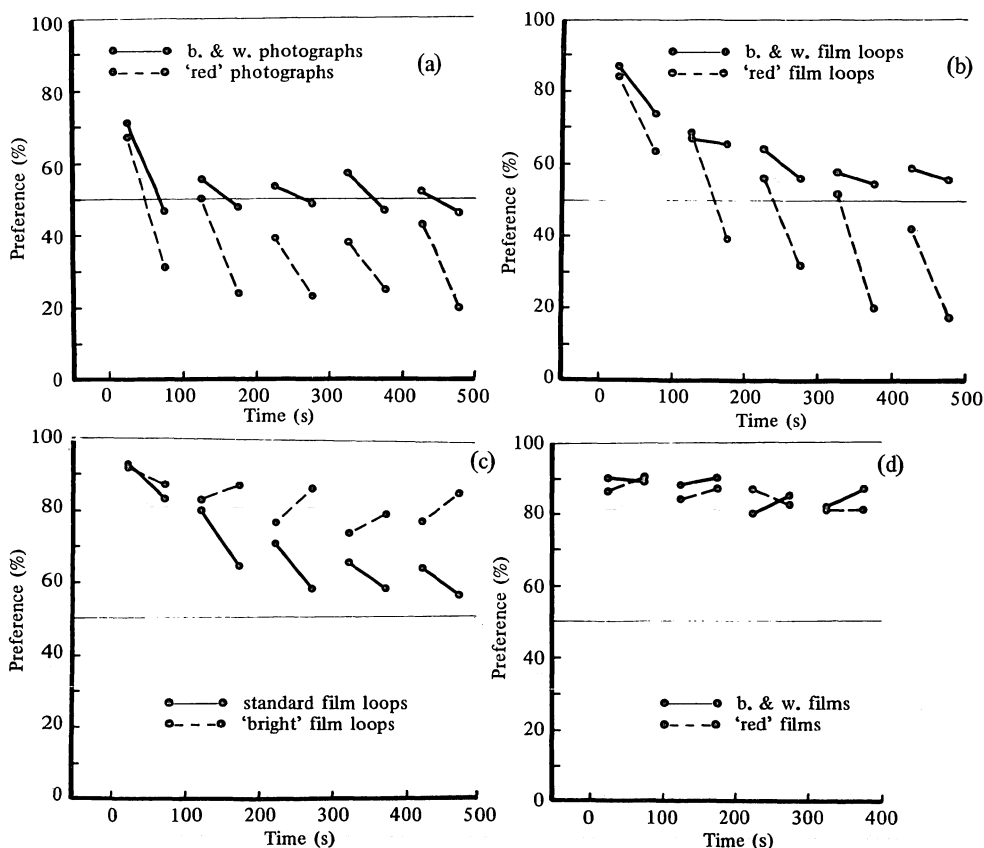 100
80
60
40
20
0
Preference (%)
b. & w. photographs
'red' photographs
(a)
0 100 200 300 400 500
Time (s)
100
80
60
40
20
0
Preference (%)
b. & w. film loops
'red' film loops
(b)
0 100 200 300 400 500
Time (s)
100
80
60
40
20
0
Preference (%)
(c)
standard film loops
'bright' film loops
0 100 200 300 400 500
Time (s)
100
80
60
40
20
0
Preference (%)
(d)
b. & w. films
'red' films
0 100 200 300 400
Time (s)